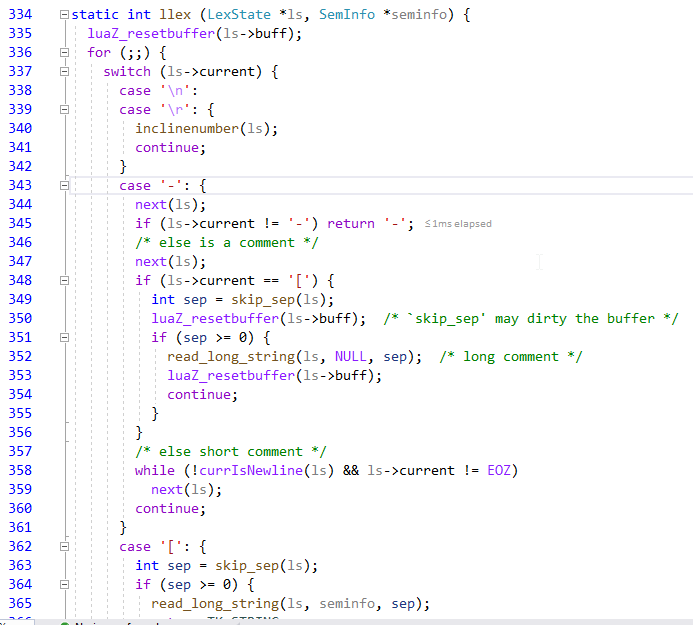 334 static int llex (LexState *ls, SemInfo *seminfo) {
335 luaZ_resetbuffer(ls->buff);
336 for (;;) {
337 switch (ls->current) {
338 case '\n':
339 case '\r': {
340 inclinenumber(ls);
341 continue;
342 }
343 case '-': {
344 next(ls);
345 if (ls->current != '-') return '-'; ≤1ms elapsed
346 /* else is a comment */
347 next(ls);
348 if (ls->current == '[') {
349 int sep = skip_sep(ls);
350 luaZ_resetbuffer(ls->buff); /* `skip_sep' may dirty the buffer */
351 if (sep >= 0) {
352 read_long_string(ls, NULL, sep); /* long comment */
353 luaZ_resetbuffer(ls->buff);
354 continue;
355 }
356 }
357 /* else short comment */
358 while (!currIsNewline(ls) && ls->current != EOZ)
359 next(ls);
360 continue;
361 }
362 case '[': {
363 int sep = skip_sep(ls);
364 if (sep >= 0) {
365 read_long_string(ls, seminfo, sep);